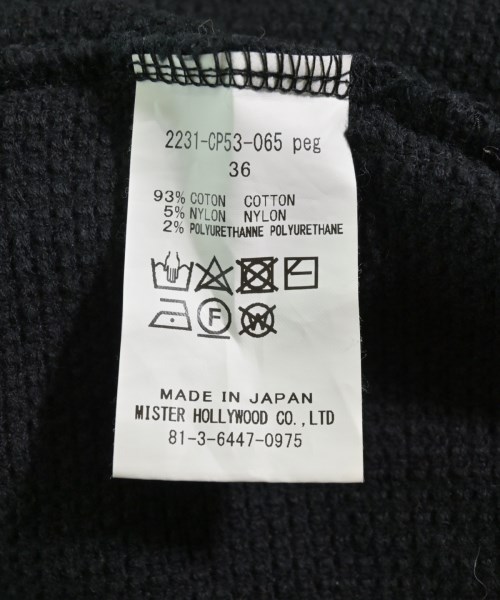 2231-CP53-065 peg
36
93% COTON COTTON
5% NYLON NYLON
2% POLYURETHANNE POLYURETHANE
F
W
MADE IN JAPAN
MISTER HOLLYWOOD CO.,LTD
81-3-6447-0975